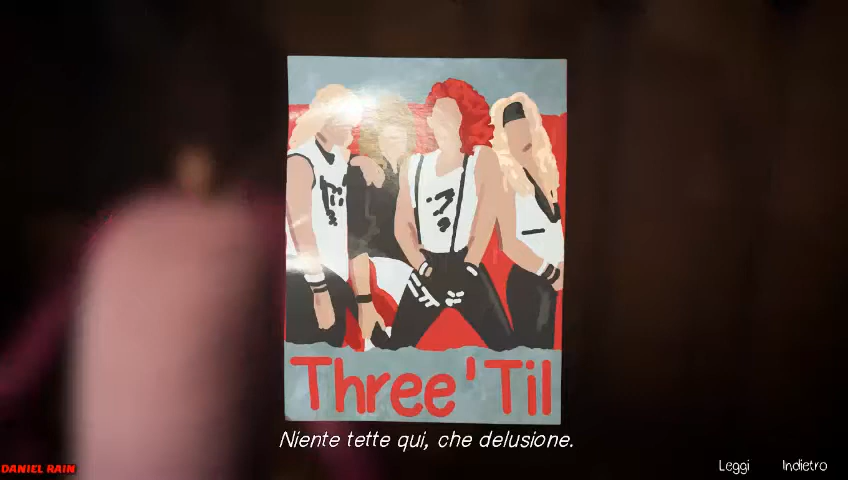 Three'Til
Niente tette qui, che delusione.
DANIEL RAIN
Leggi Indietro